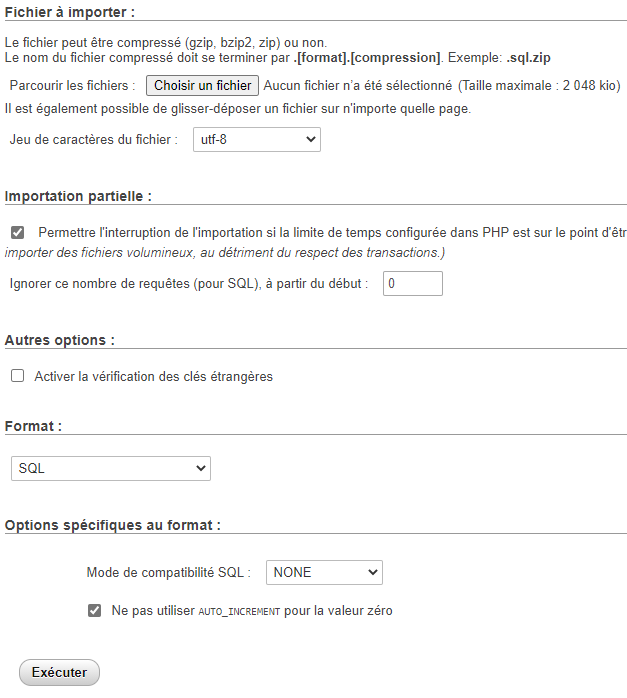 Fichier à importer :
Le fichier peut être compressé (gzip, bzip2, zip) ou non.
Le nom du fichier compressé doit se terminer par .[format].[compression]. Exemple: .sql.zip
Parcourir les fichiers : Choisir un fichier Aucun fichier n'a été sélectionné (Taille maximale : 2 048 kio)
Il est également possible de glisser-déposer un fichier sur n'importe quelle page.
Jeu de caractères du fichier : utf-8
Importation partielle :
Permettre l'interruption de l'importation si la limite de temps configurée dans PHP est sur le point d'êtr
importer des fichiers volumineux, au détriment du respect des transactions.)
Ignorer ce nombre de requêtes (pour SQL), à partir du début : 0
Autres options :
Activer la vérification des clés étrangères
Format :
SQL
Options spécifiques au format :
Mode de compatibilité SQL : NONE
Ne pas utiliser AUTO_INCREMENT pour la valeur zéro
Exécuter